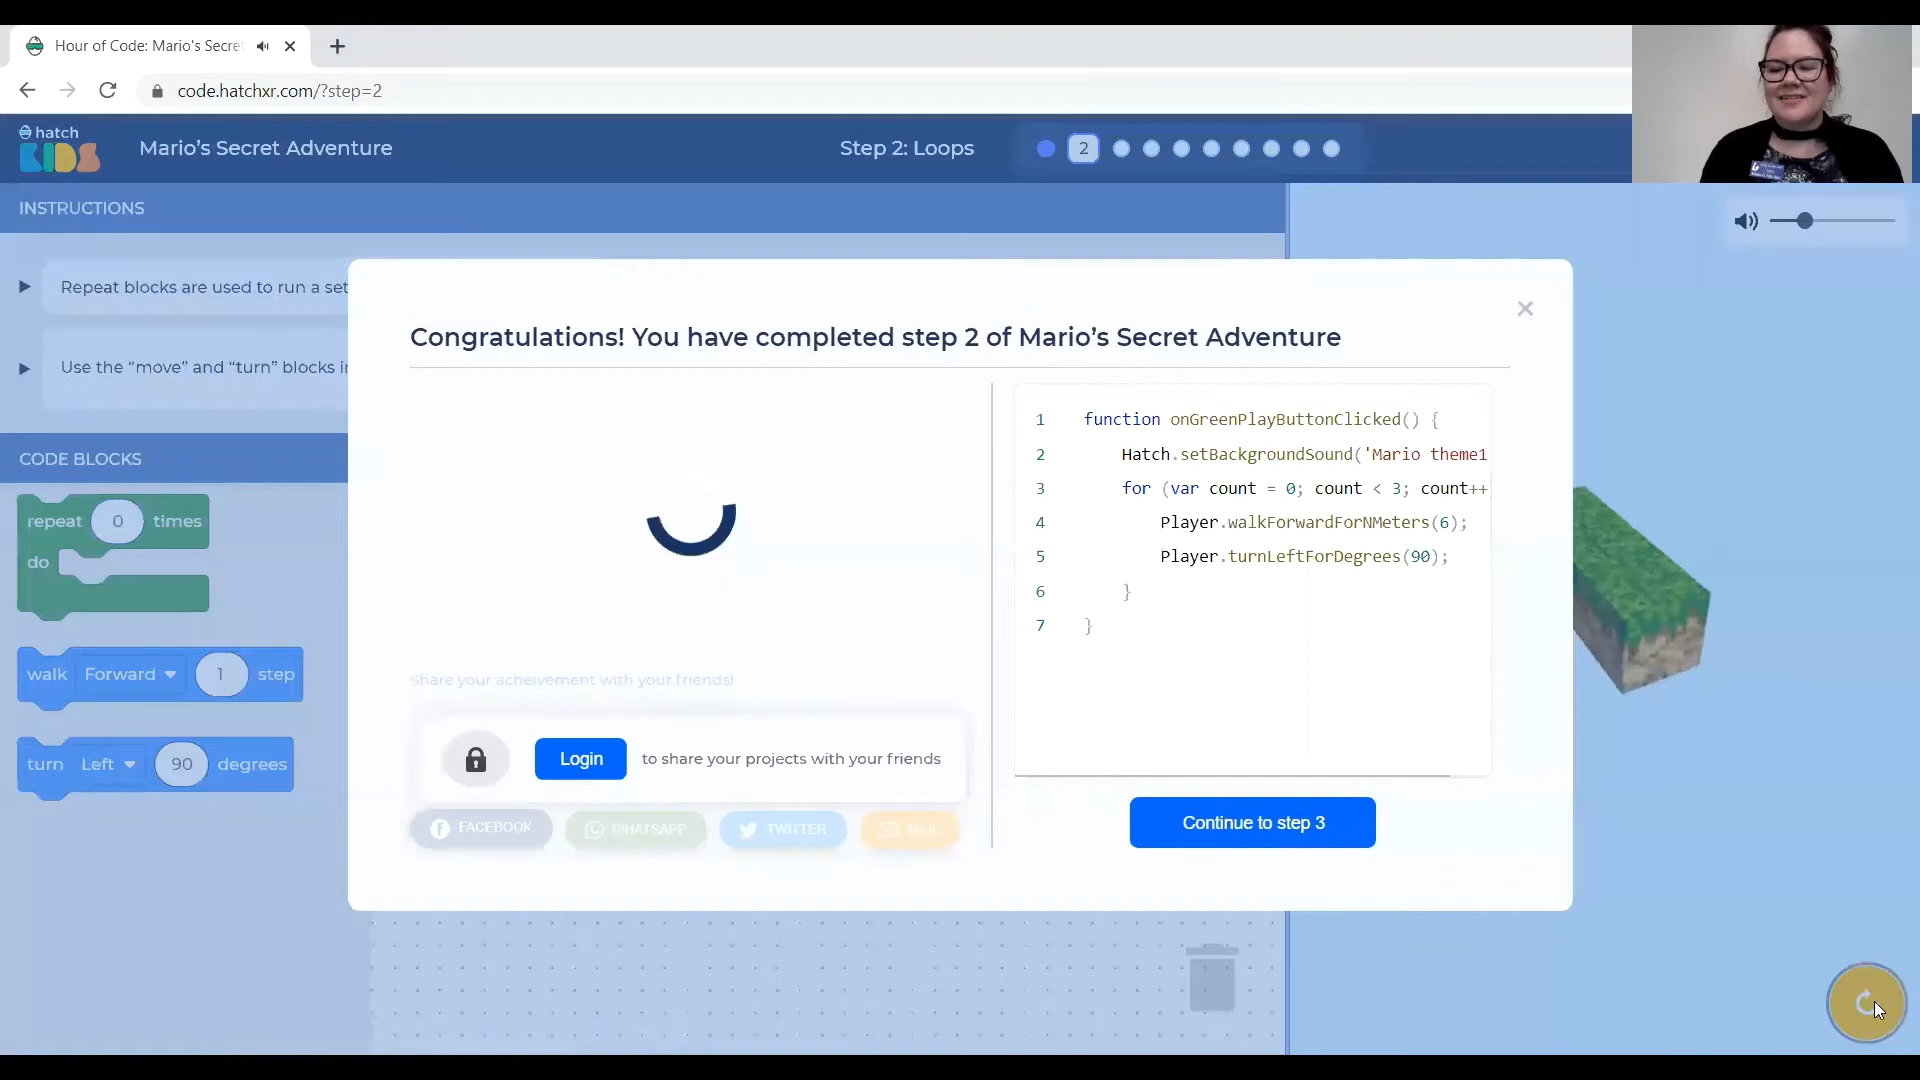 Hour of Code: Mario's Secre
code.hatchxr.com/?step=2
hatch
KIDS
Mario's Secret Adventure
Step 2: Loops
2
INSTRUCTIONS
Repeat blocks are used to run a set
Use the “move” and “turn” blocks i
CODE BLOCKS
repeat 0 times
do
walk Forward 1 step
turn Left 90 degrees
Congratulations! You have completed step 2 of Mario’s Secret Adventure
Share your acheivement with your friends!
Login to share your projects with your friends
FACEBOOK WHATSAPP TWITTER
1 function onGreenPlayButtonClicked() {
2 Hatch.setBackgroundSound('Mario theme1
3 for (var count = 0; count < 3; count++
4 Player.walkForwardForNMeters(6);
5 Player.turnLeftForDegrees(90);
6 }
7 }
Continue to step 3